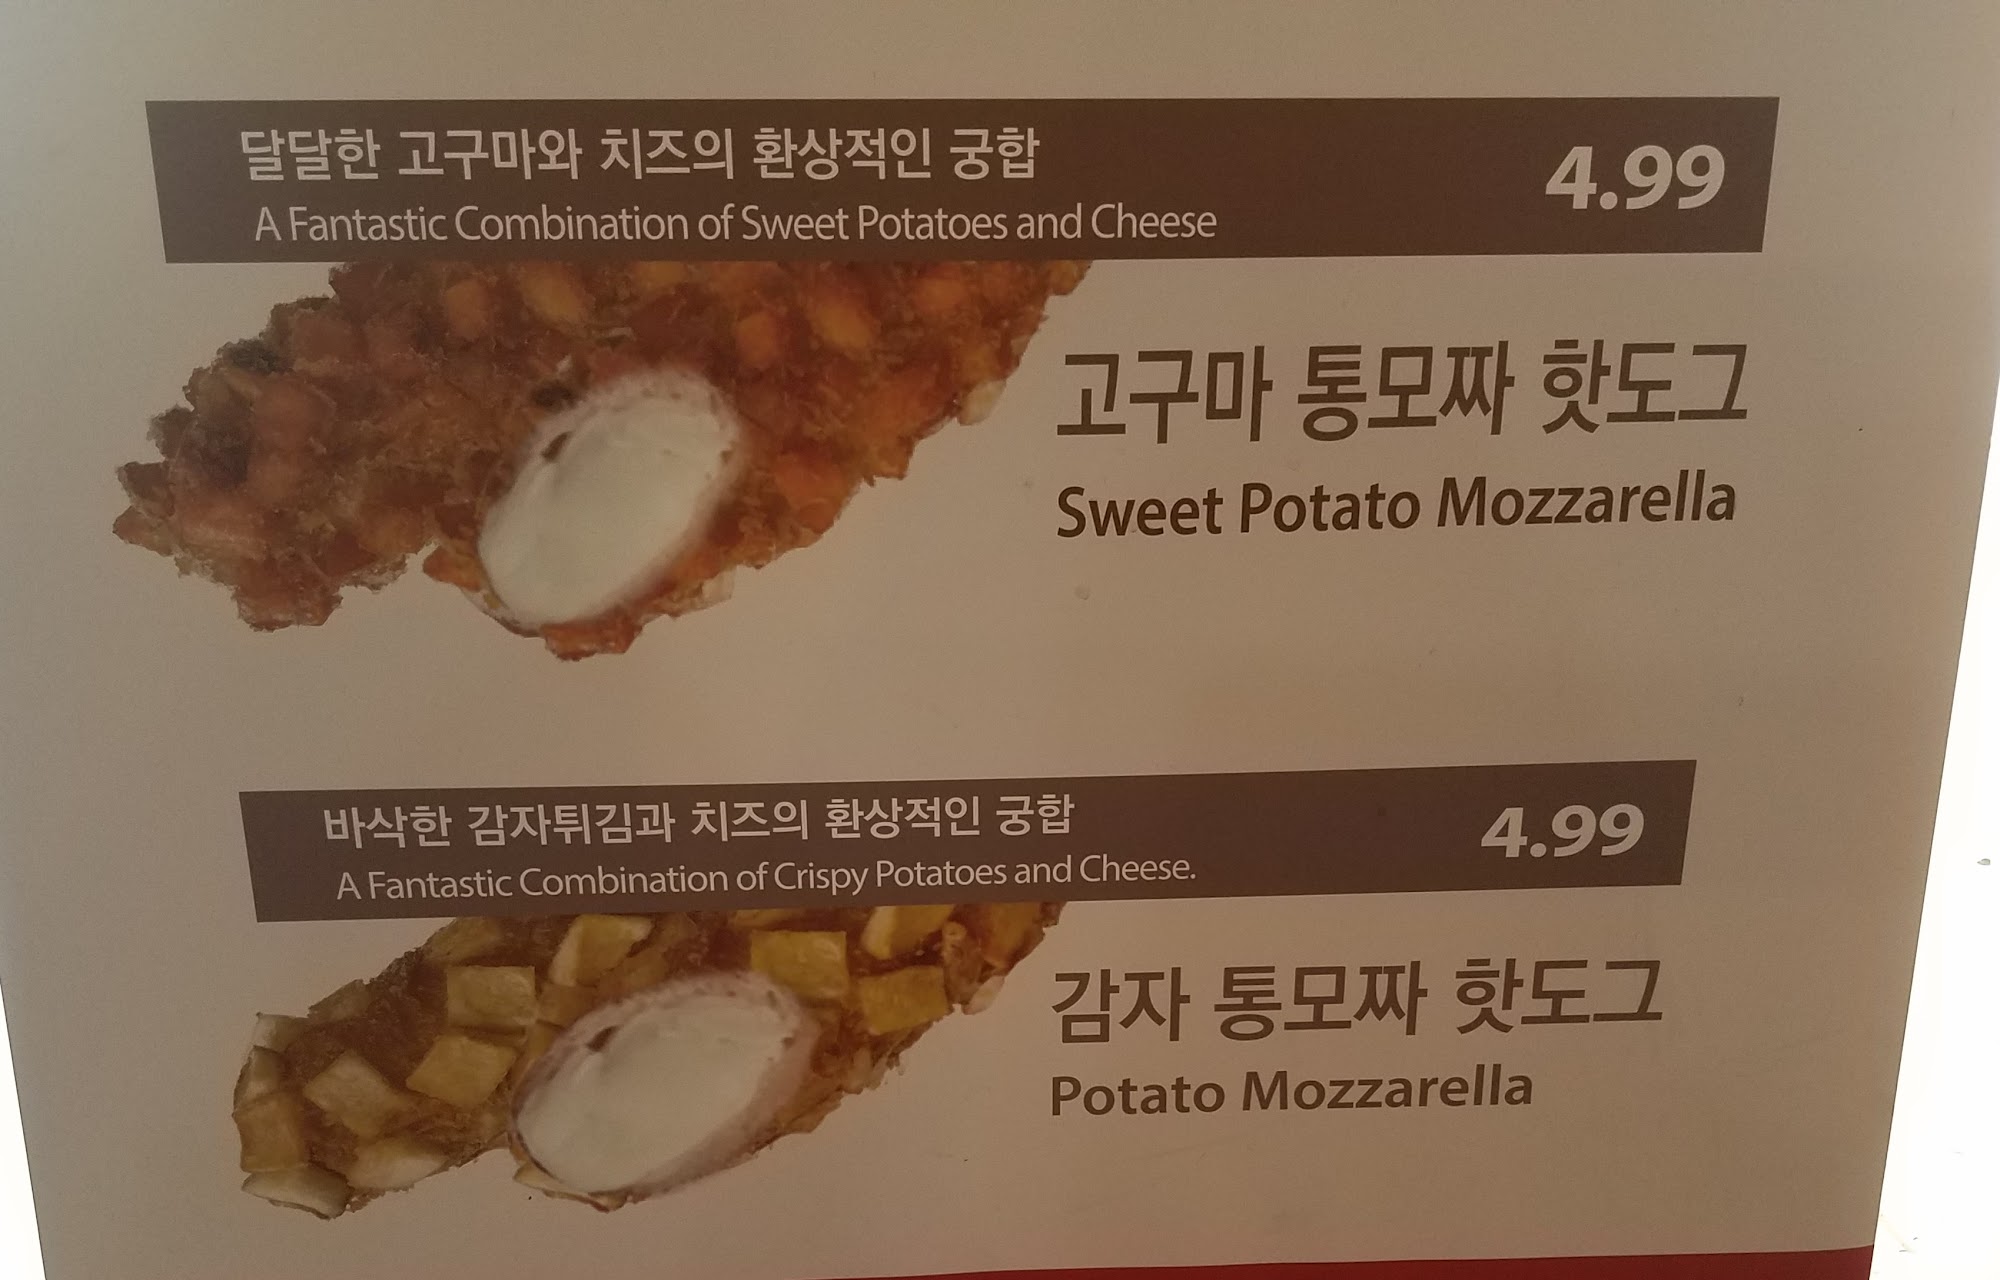 달달한 고구마와 치즈의 환상적인 궁합
A Fantastic Combination of Sweet Potatoes and Cheese
4.99
고구마 통모짜 핫도그
Sweet Potato Mozzarella
바삭한 감자튀김과 치즈의 환상적인 궁합
A Fantastic Combination of Crispy Potatoes and Cheese.
4.99
감자 통모짜 핫도그
Potato Mozzarella